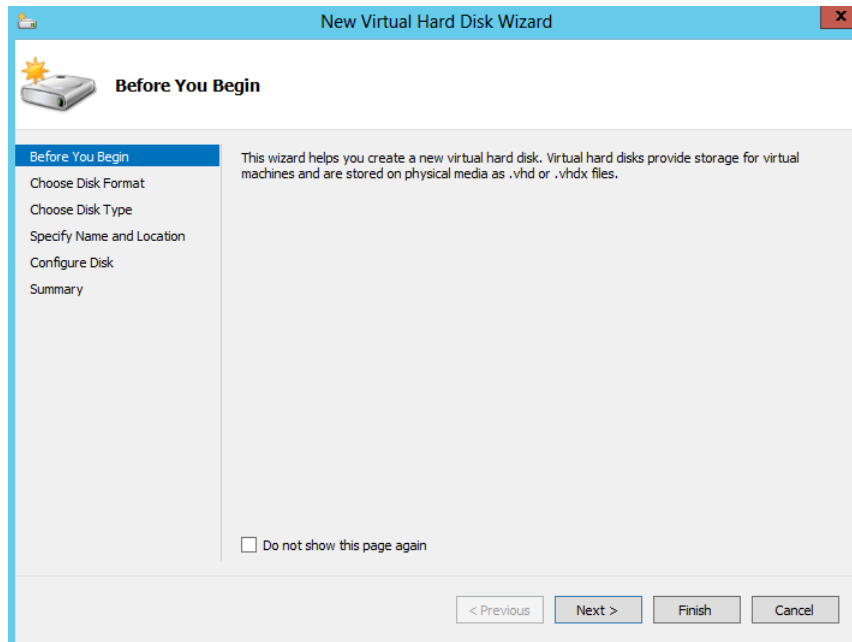 New Virtual Hard Disk Wizard
x
Before You Begin
Before You Begin
Choose Disk Format
Choose Disk Type
Specify Name and Location
Configure Disk
Summary
This wizard helps you create a new virtual hard disk. Virtual hard disks provide storage for virtual
machines and are stored on physical media as .vhd or .vhdx files.
Do not show this page again
< Previous
Next >
Finish
Cancel